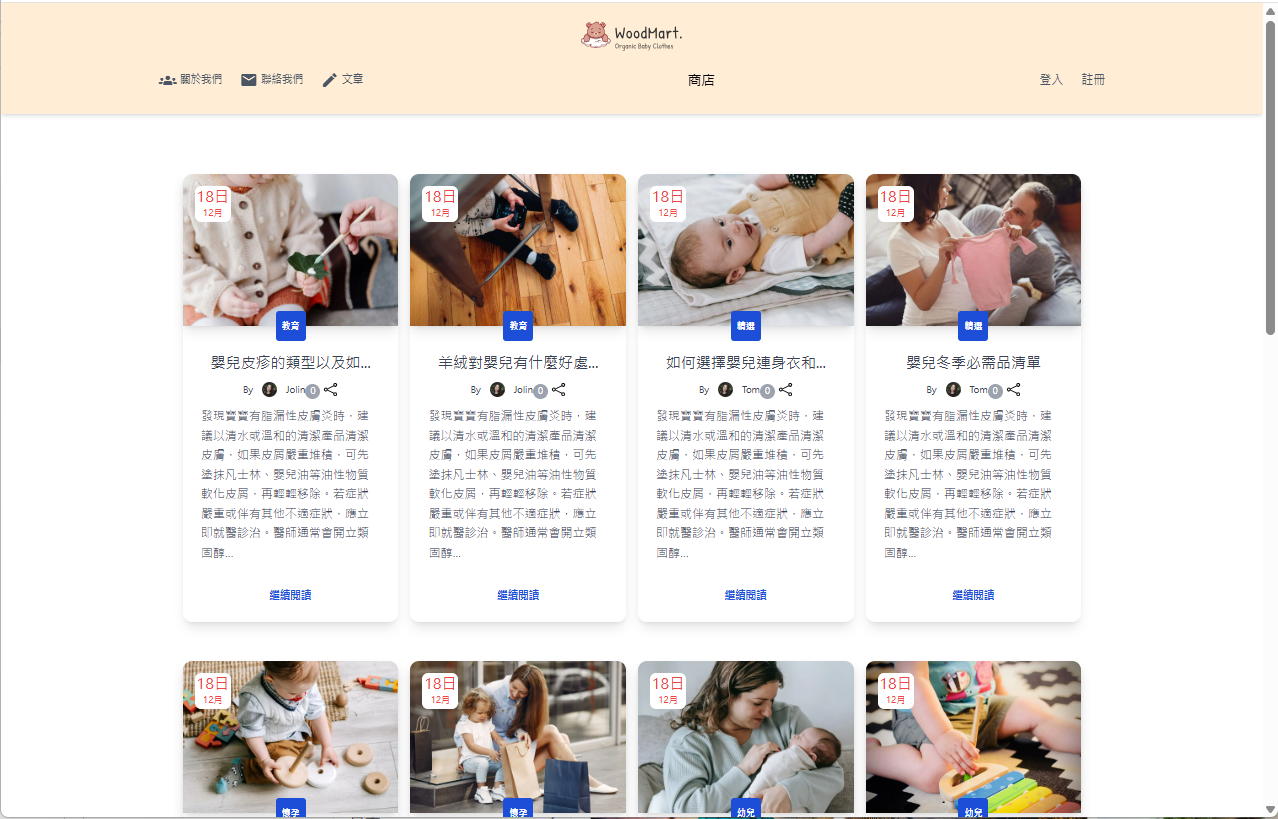 WoodMart.
Organic Baby Clothes
關於我們 聯絡我們 文章 商店 登入 註冊
18日
12月
教育
嬰兒皮疹的類型以及如...
By Jolin 0
發現寶寶有脂漏性皮膚炎時，建
議以清水或溫和的清潔產品清潔
皮膚，如果皮屑嚴重堆積，可先
塗抹凡士林、嬰兒油等油性物質
軟化皮屑，再輕輕移除。若症狀
嚴重或伴有其他不適症狀，應立
即就醫診治。醫師通常會開立類
固醇...
繼續閱讀
18日
12月
教育
羊絨對嬰兒有什麼好處...
By Jolin 0
發現寶寶有脂漏性皮膚炎時，建
議以清水或溫和的清潔產品清潔
皮膚，如果皮屑嚴重堆積，可先
塗抹凡士林、嬰兒油等油性物質
軟化皮屑，再輕輕移除。若症狀
嚴重或伴有其他不適症狀，應立
即就醫診治。醫師通常會開立類
固醇...
繼續閱讀
18日
12月
精選
如何選擇嬰兒連身衣和...
By Tom 0
發現寶寶有脂漏性皮膚炎時，建
議以清水或溫和的清潔產品清潔
皮膚，如果皮屑嚴重堆積，可先
塗抹凡士林、嬰兒油等油性物質
軟化皮屑，再輕輕移除。若症狀
嚴重或伴有其他不適症狀，應立
即就醫診治。醫師通常會開立類
固醇...
繼續閱讀
18日
12月
精選
嬰兒冬季必需品清單
By Tom 0
發現寶寶有脂漏性皮膚炎時，建
議以清水或溫和的清潔產品清潔
皮膚，如果皮屑嚴重堆積，可先
塗抹凡士林、嬰兒油等油性物質
軟化皮屑，再輕輕移除。若症狀
嚴重或伴有其他不適症狀，應立
即就醫診治。醫師通常會開立類
固醇...
繼續閱讀
18日
12月
懷孕
18日
12月
懷孕
18日
12月
幼兒
18日
12月
幼兒